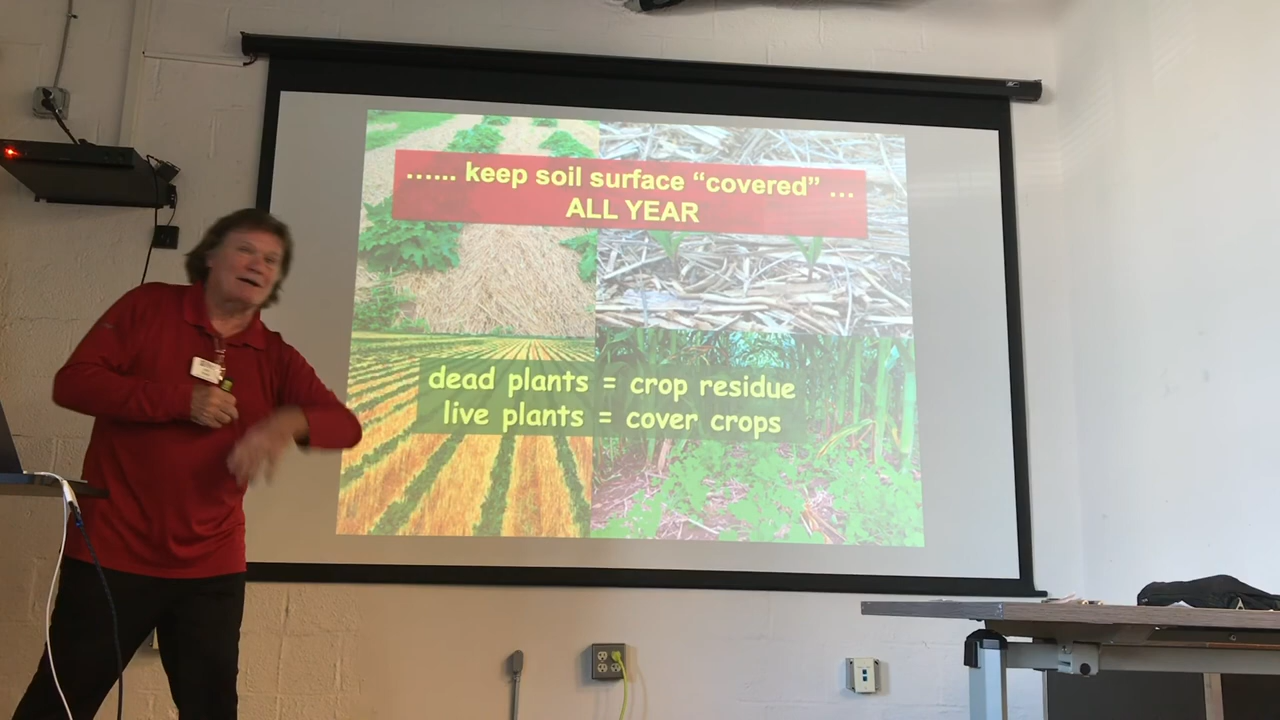 ...... keep soil surface “covered” ...
ALL YEAR
dead plants = crop residue
live plants = cover crops